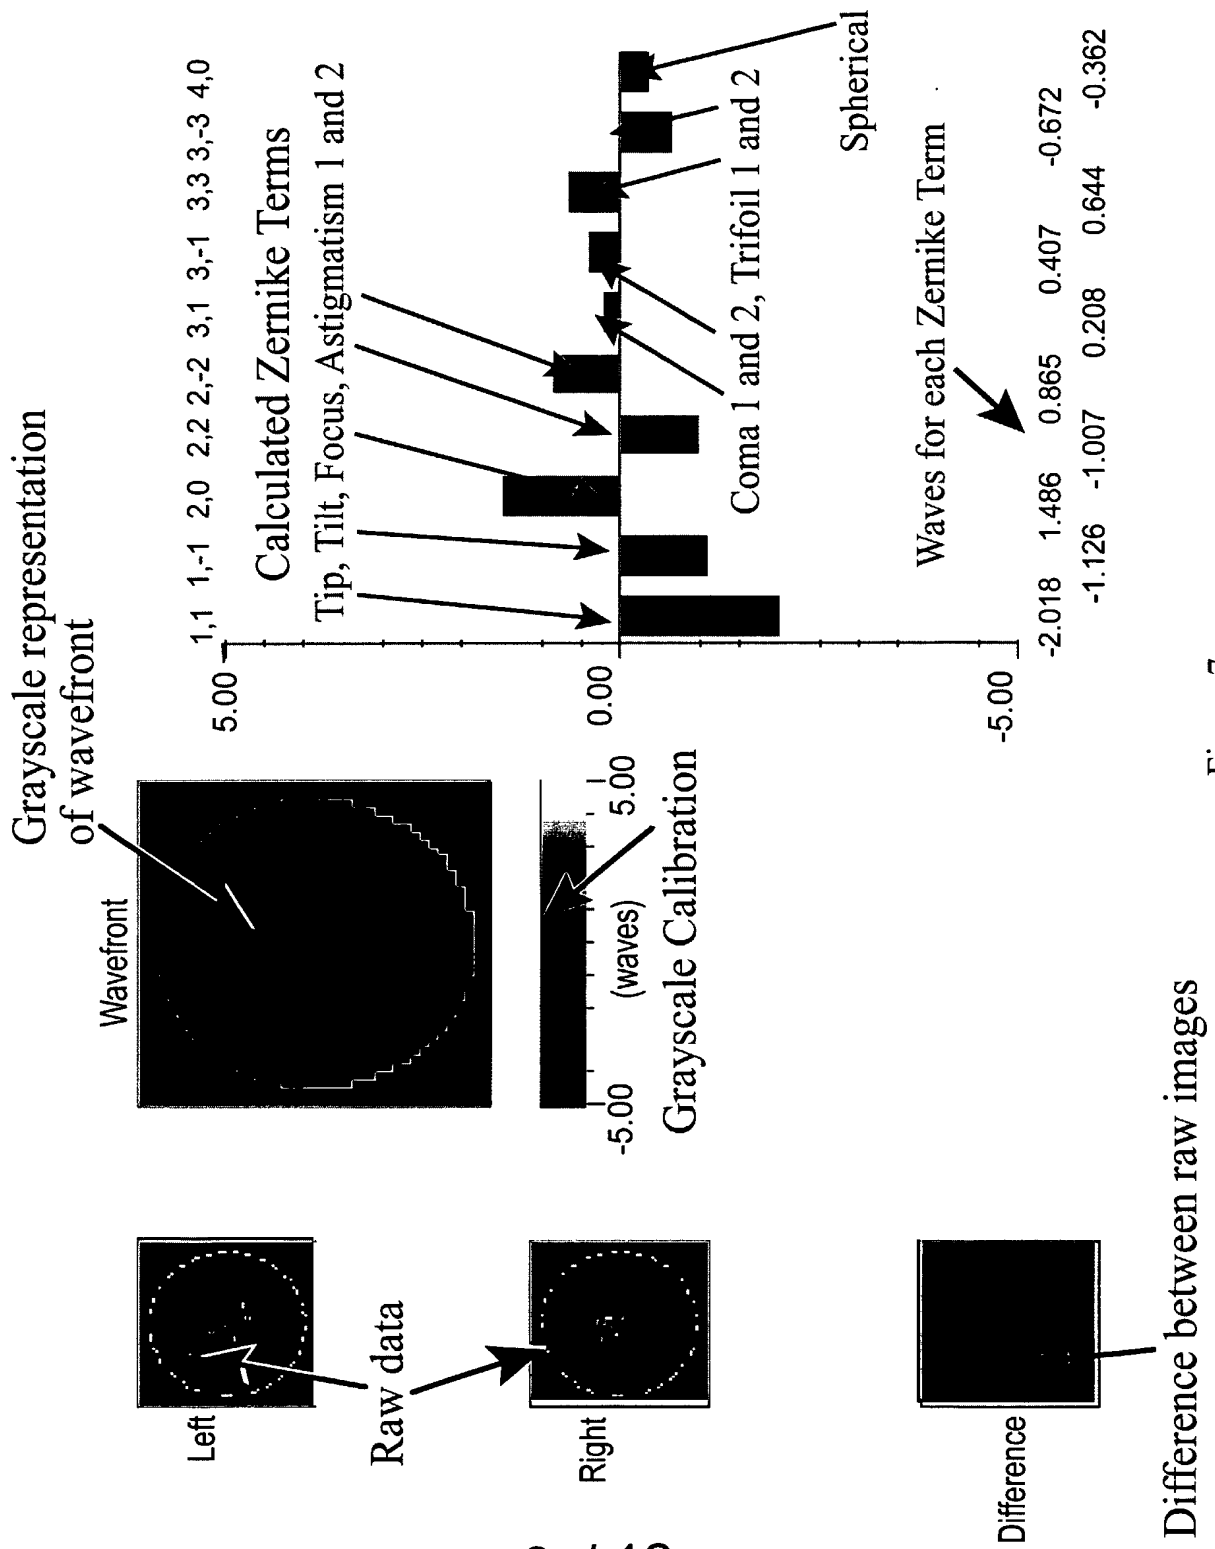 Grayscale representation
of wavefront
Left
Raw data
Right
Difference
Difference between raw images
Wavefront
-5.00
(waves)
5.00
Grayscale Calibration
1,1 1,-1 2,0 2,2 2,-2 3,1 3,-1 3,3 3,-3 4,0
Calculated Zernike Terms
Tip, Tilt, Focus, Astigmatism 1 and 2
5.00
0.00
-5.00
Coma 1 and 2, Trifoil 1 and 2
Spherical
Waves for each Zernike Term
-2.018 1.486 0.865 0.407 -0.672
-1.126 -1.007 0.208 0.644 -0.362